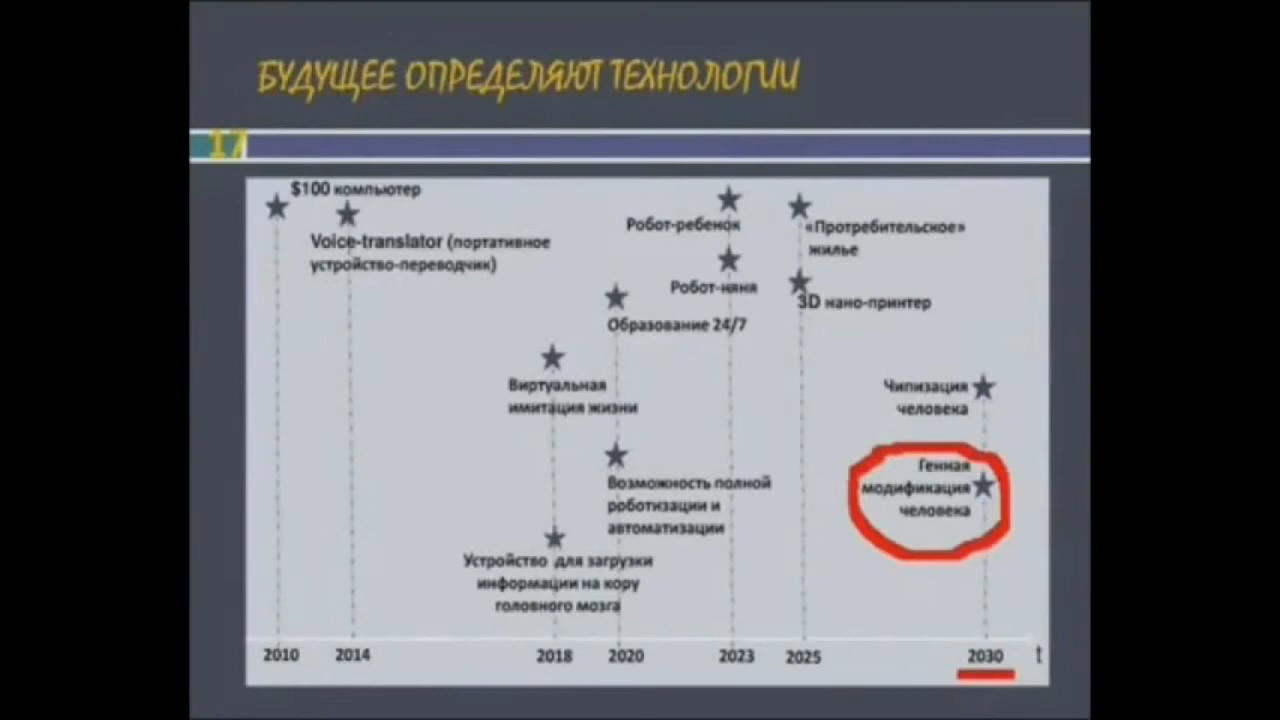 БУДУЩЕЕ ОПРЕДЕЛЯЮТ ТЕХНОЛОГИИ
17
$100 компьютер
Voice-translator (портативное
устройство-переводчик)
Робот-ребенок
«Протребительское»
жилье
Робот-няня
3D нано-принтер
Образование 24/7
Виртуальная
имитация жизни
Чипизация
человека
Генная
модификация
человека
Возможность полной
роботизации и
автоматизации
Устройство для загрузки
информации на кору
головного мозга
2010 2014 2018 2020 2023 2025 2030 t